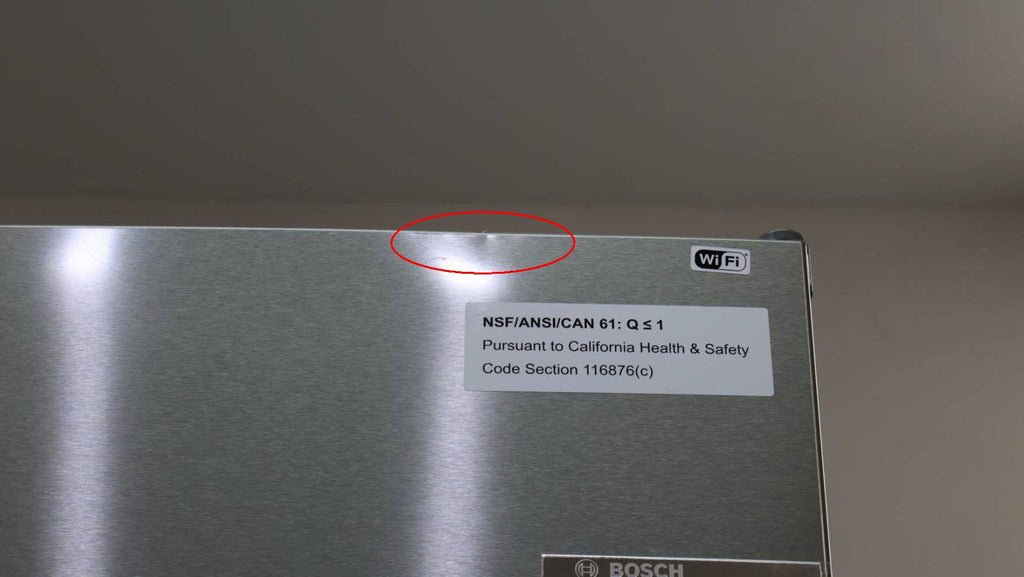 WiFi
NSF/ANSI/CAN 61: Q ≤ 1
Pursuant to California Health & Safety
Code Section 116876(c)
BOSCH